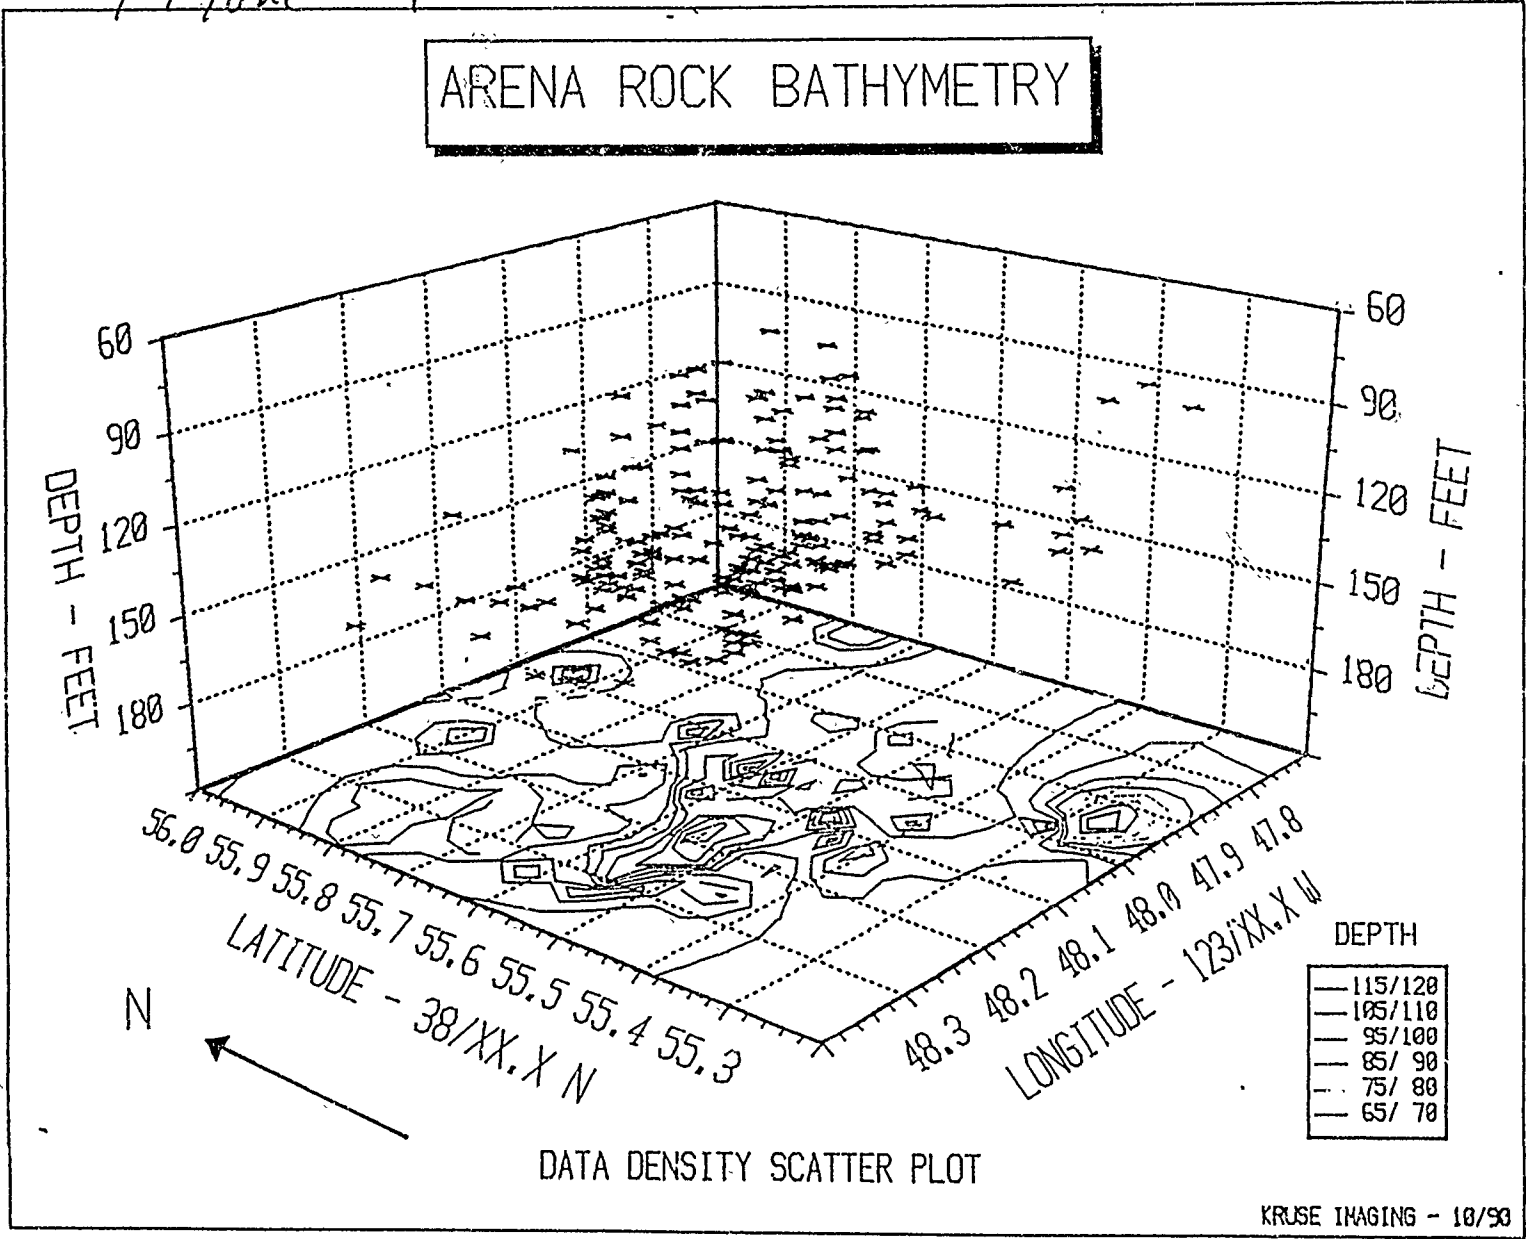 ARENA ROCK BATHYMETRY
60
90
120
150
180
DEPTH - FEET
60
90
120
150
180
DEPTH - FEET
56.0 55.9 55.8 55.7 55.6 55.5 55.4 55.3
LATITUDE - 38/XX.X N
48.3 48.2 48.1 48.0 47.9 47.8
LONGITUDE - 123/XX.X W
N
DEPTH
115/120
105/110
95/100
85/ 90
75/ 80
65/ 70
DATA DENSITY SCATTER PLOT
KRUSE IMAGING - 10/90